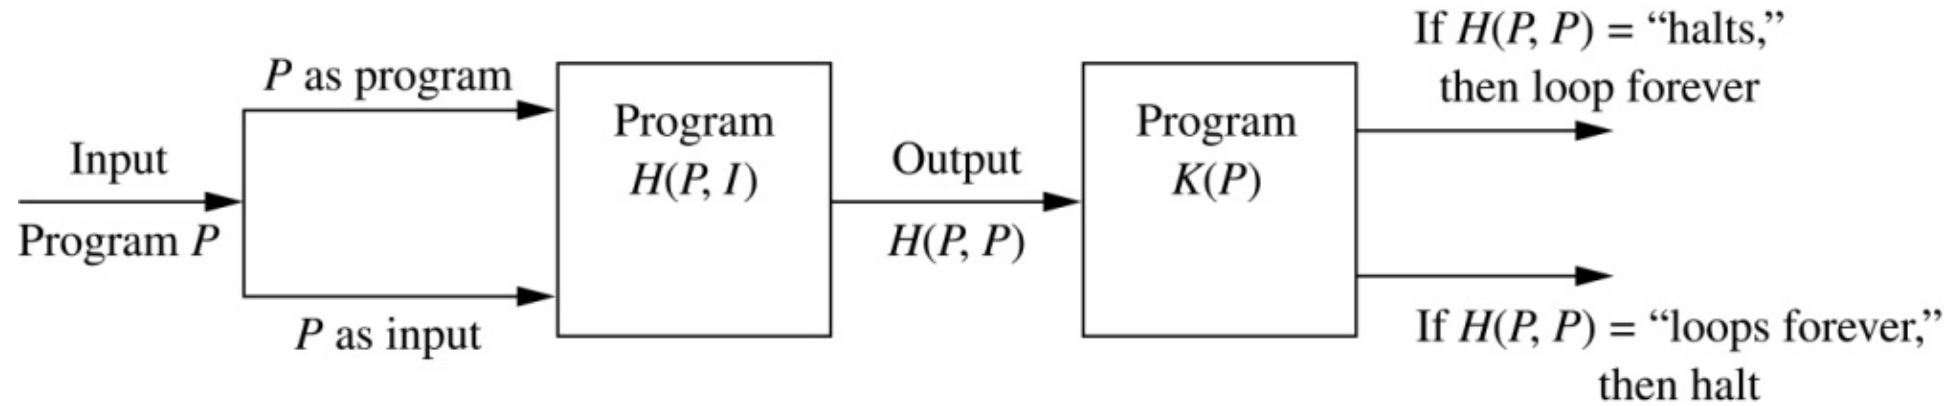 Input
Program P
P as program
P as input
Program
H(P, I)
Output
H(P, P)
Program
K(P)
If H(P, P) = “halts,”
then loop forever
If H(P, P) = “loops forever,”
then halt